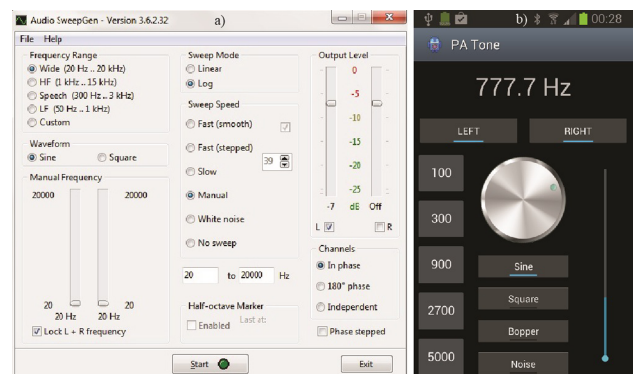 Audio SweepGen - Version 3.6.2.32
a)
File Help
Frequency Range
Wide (20 Hz .. 20 kHz)
HF (1 kHz .. 15 kHz)
Speech (300 Hz .. 3 kHz)
LF (50 Hz .. 1 kHz)
Custom
Waveform
Sine Square
Manual Frequency
20000 20000
20 20
20 Hz 20 Hz
Lock L + R frequency
Sweep Mode
Linear
Log
Sweep Speed
Fast (smooth)
Fast (stepped)
39
Slow
Manual
White noise
No sweep
20 to 20000 Hz
Half-octave Marker
Enabled Last at:
Output Level
0
-5
-10
-15
-20
-25
-7 dB Off
L R
Channels
In phase
180° phase
Independent
Phase stepped
Start Exit
b) 00:28
PA Tone
777.7 Hz
LEFT RIGHT
100
300
900
2700
5000
Sine
Square
Bopper
Noise